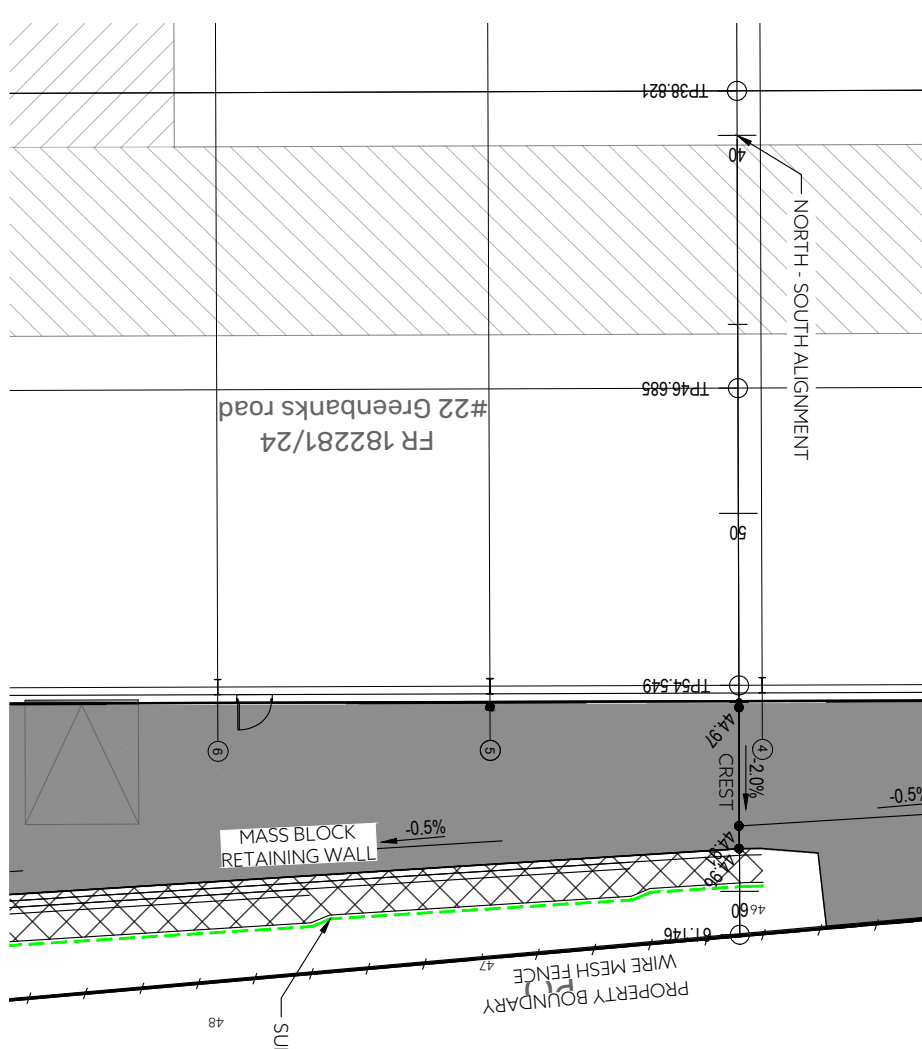 TP38.821
40
NORTH - SOUTH ALIGNMENT
TP46.685
#22 Greenbanks road
FR 182281/24
50
TP54.549
6
5
4
44.97
CREST
-2.0%
-0.5%
MASS BLOCK
RETAINING WALL
-0.5%
44.96
60
46
61.146
47
WIRE MESH FENCE
PROPERTY BOUNDARY
48